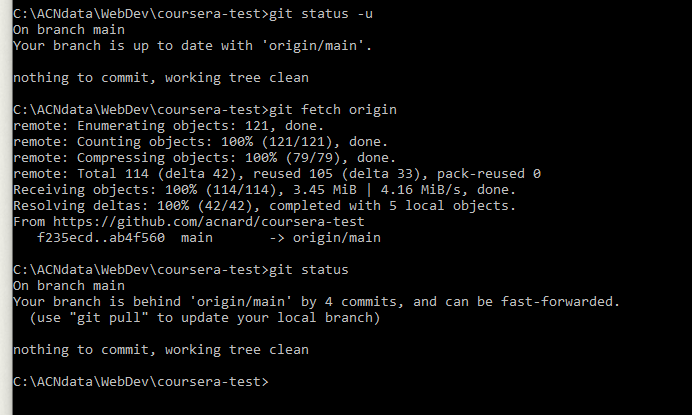 C:\ACNdata\WebDev\coursera-test>git status -u
On branch main
Your branch is up to date with 'origin/main'.
nothing to commit, working tree clean
C:\ACNdata\WebDev\coursera-test>git fetch origin
remote: Enumerating objects: 121, done.
remote: Counting objects: 100% (121/121), done.
remote: Compressing objects: 100% (79/79), done.
remote: Total 114 (delta 42), reused 105 (delta 33), pack-reused 0
Receiving objects: 100% (114/114), 3.45 MiB | 4.16 MiB/s, done.
Resolving deltas: 100% (42/42), completed with 5 local objects.
From https://github.com/acnard/coursera-test
   f235ecd..ab4f560  main       -> origin/main
C:\ACNdata\WebDev\coursera-test>git status
On branch main
Your branch is behind 'origin/main' by 4 commits, and can be fast-forwarded.
  (use "git pull" to update your local branch)
nothing to commit, working tree clean
C:\ACNdata\WebDev\coursera-test>